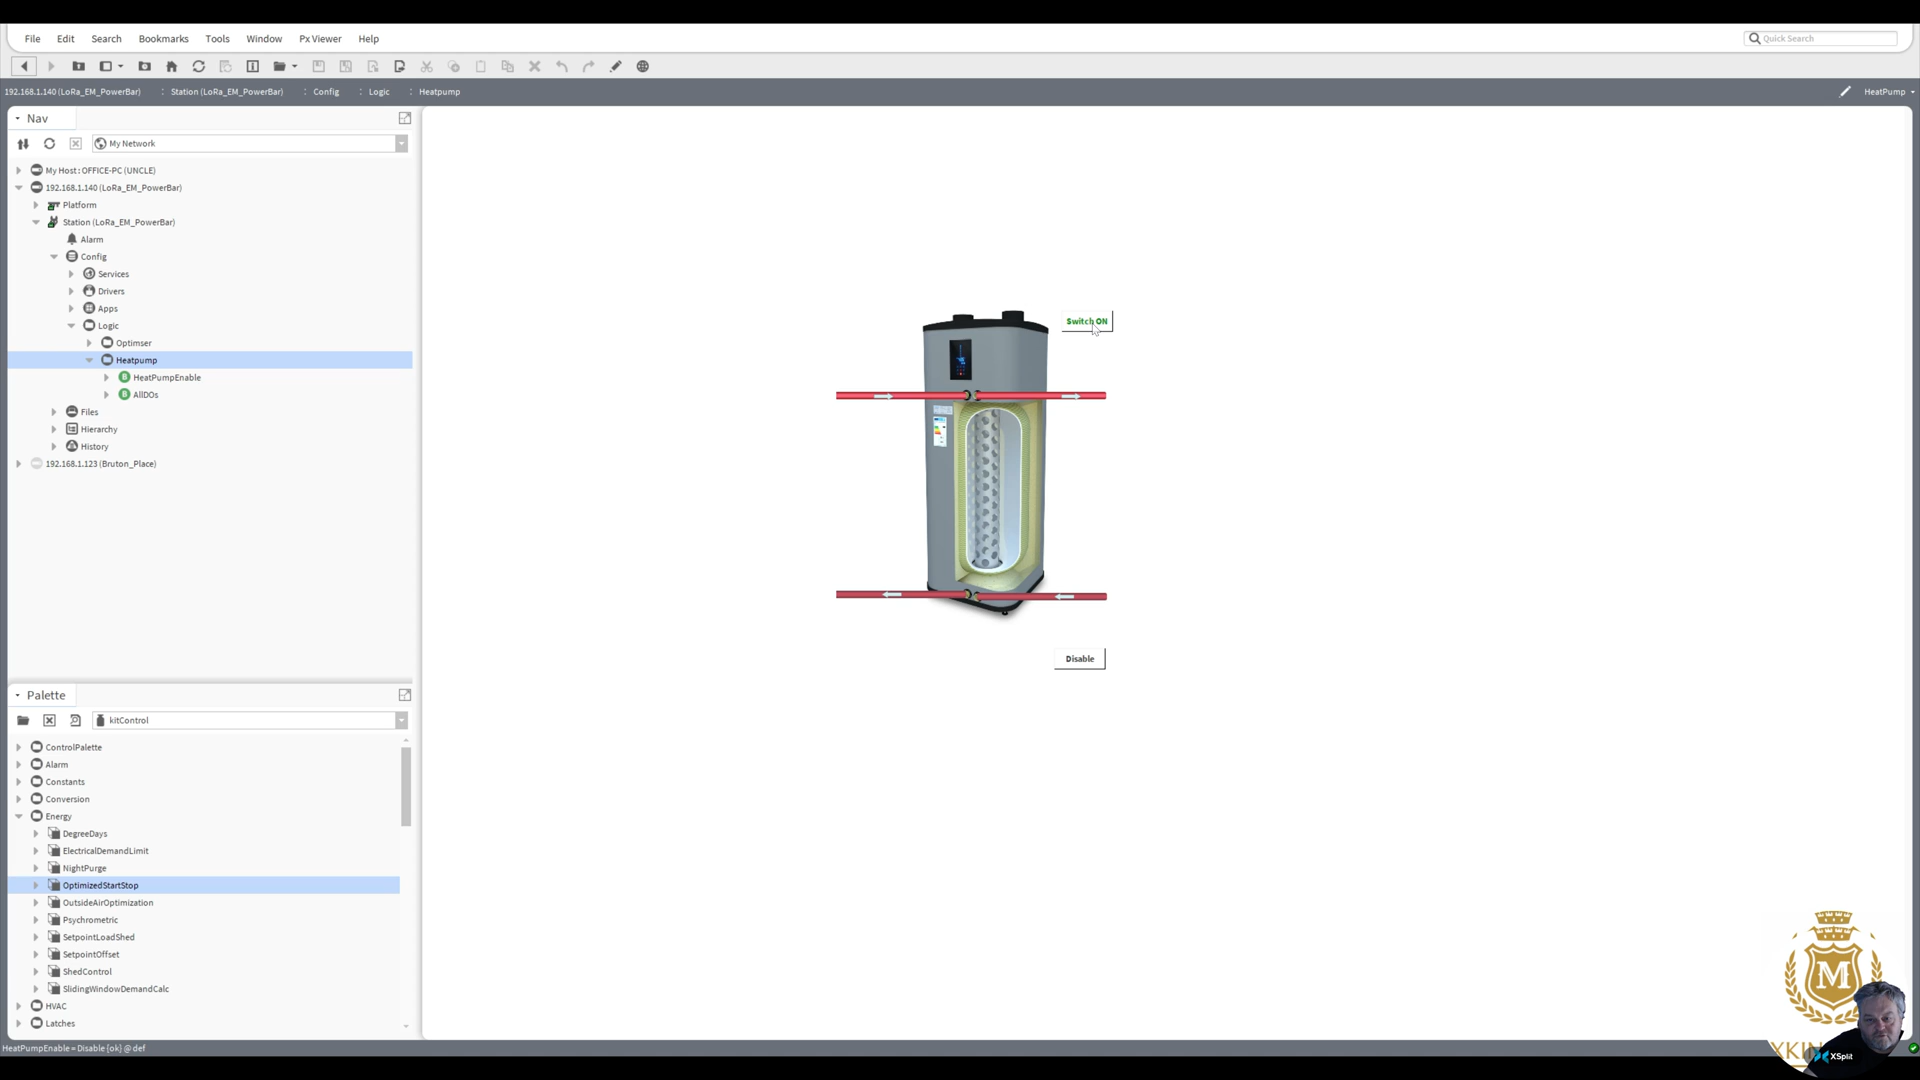 File Edit Search Bookmarks Tools Window Px Viewer Help
Quick Search
192.168.1.140 (LoRa_EM_PowerBar) : Station (LoRa_EM_PowerBar) : Config : Logic : Heatpump
HeatPump
Nav
My Network
My Host : OFFICE-PC (UNCLE)
192.168.1.140 (LoRa_EM_PowerBar)
Platform
Station (LoRa_EM_PowerBar)
Alarm
Config
Services
Drivers
Apps
Logic
Optimser
Heatpump
HeatPumpEnable
AllDOs
Files
Hierarchy
History
192.168.1.123 (Bruton_Place)
Switch ON
Disable
Palette
kitControl
ControlPalette
Alarm
Constants
Conversion
Energy
DegreeDays
ElectricalDemandLimit
NightPurge
OptimizedStartStop
OutsideAirOptimization
Psychrometric
SetpointLoadShed
SetpointOffset
ShedControl
SlidingWindowDemandCalc
HVAC
Latches
M
XSplit
HeatPumpEnable = Disable {ok} @ def